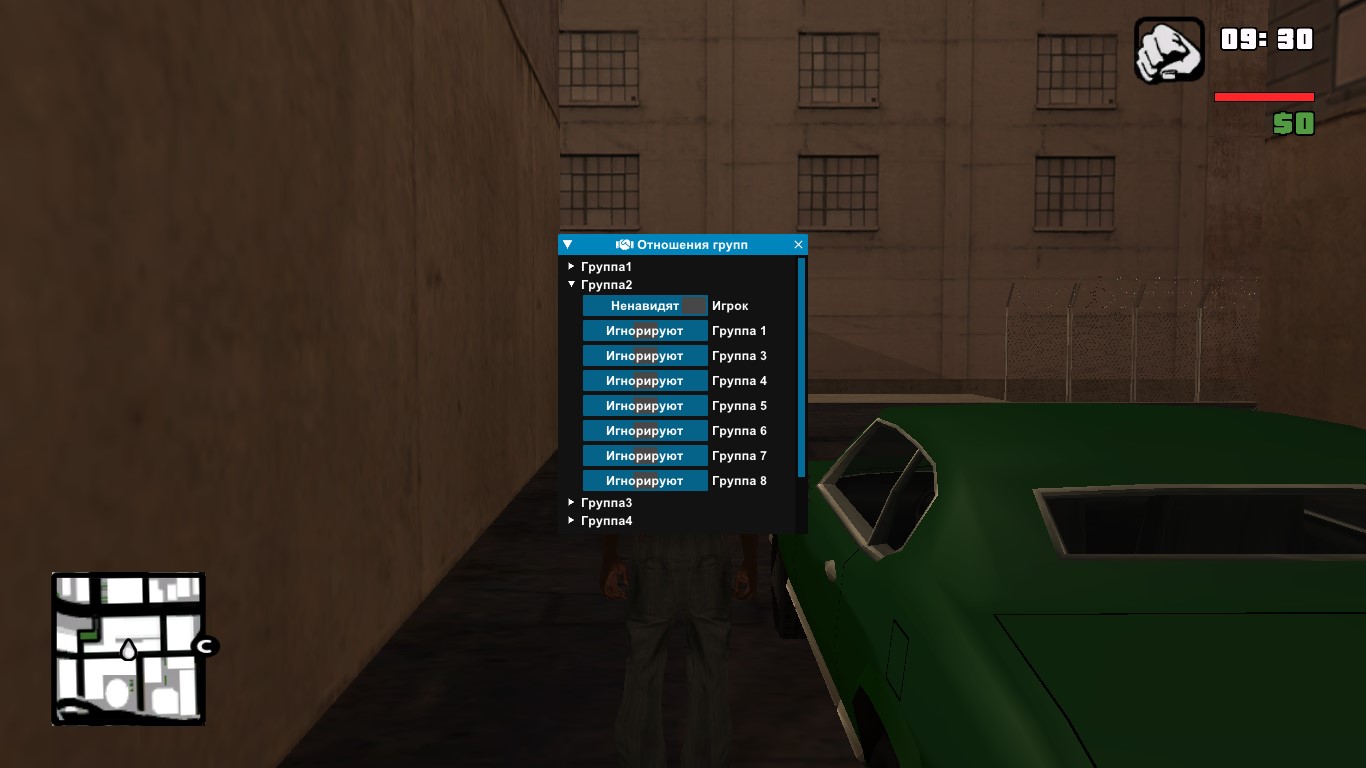 09:30
$0
Отношения групп
Группа1
Группа2
Ненавидят Игрок
Игнорируют Группа 1
Игнорируют Группа 3
Игнорируют Группа 4
Игнорируют Группа 5
Игнорируют Группа 6
Игнорируют Группа 7
Игнорируют Группа 8
Группа3
Группа4
C